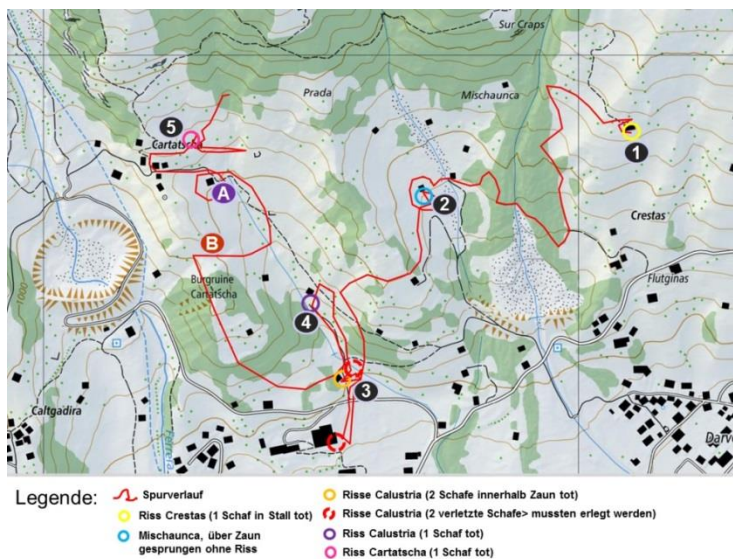 Sur Craps
Prada
Mischaunca
5
Cartatscha
1
A
2
Crestas
B
Burgruine
Carratscha
Flutginas
1000
4
3
Caltgadira
Legende:
Spurverlauf
Riss Crestas (1 Schaf in Stall tot)
Mischaunca, über Zaun
gesprungen ohne Riss
Risse Calustria (2 Schafe innerhalb Zaun tot)
Risse Calustria (2 verletzte Schafe> mussten erlegt werden)
Riss Calustria (1 Schaf tot)
Riss Cartatscha (1 Schaf tot)